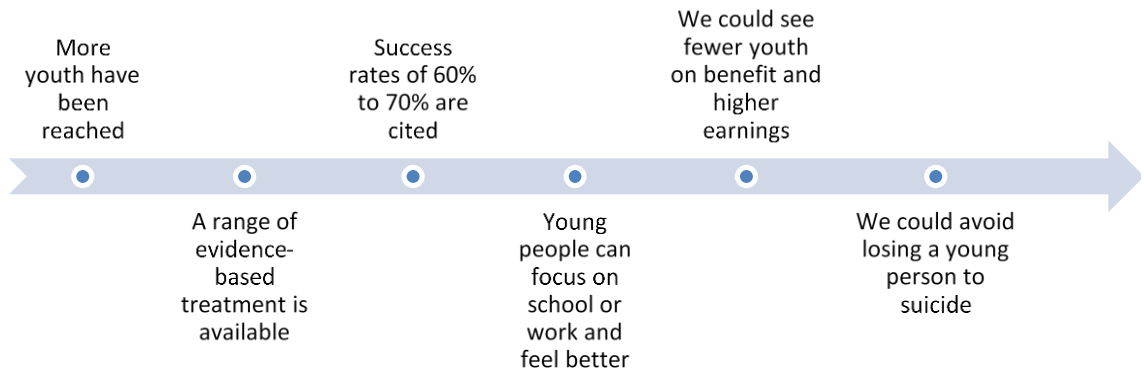 More
youth have
been
reached
A range of
evidence-
based
treatment is
available
Success
rates of 60%
to 70% are
cited
Young
people can
focus on
school or
work and
feel better
We could see
fewer youth
on benefit and
higher
earnings
We could avoid
losing a young
person to
suicide